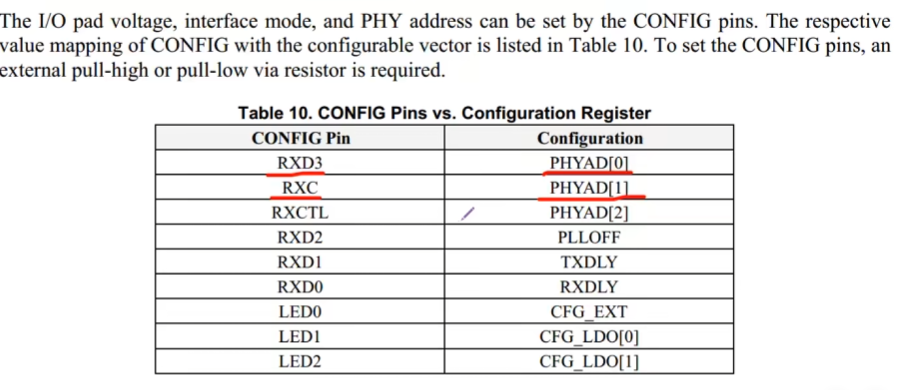 The I/O pad voltage, interface mode, and PHY address can be set by the CONFIG pins. The respective
value mapping of CONFIG with the configurable vector is listed in Table 10. To set the CONFIG pins, an
external pull-high or pull-low via resistor is required.
Table 10. CONFIG Pins vs. Configuration Register
CONFIG Pin Configuration
RXD3 PHYAD[0]
RXC PHYAD[1]
RXCTL PHYAD[2]
RXD2 PLLOFF
RXD1 TXDLY
RXD0 RXDLY
LED0 CFG_EXT
LED1 CFG_LDO[0]
LED2 CFG_LDO[1]